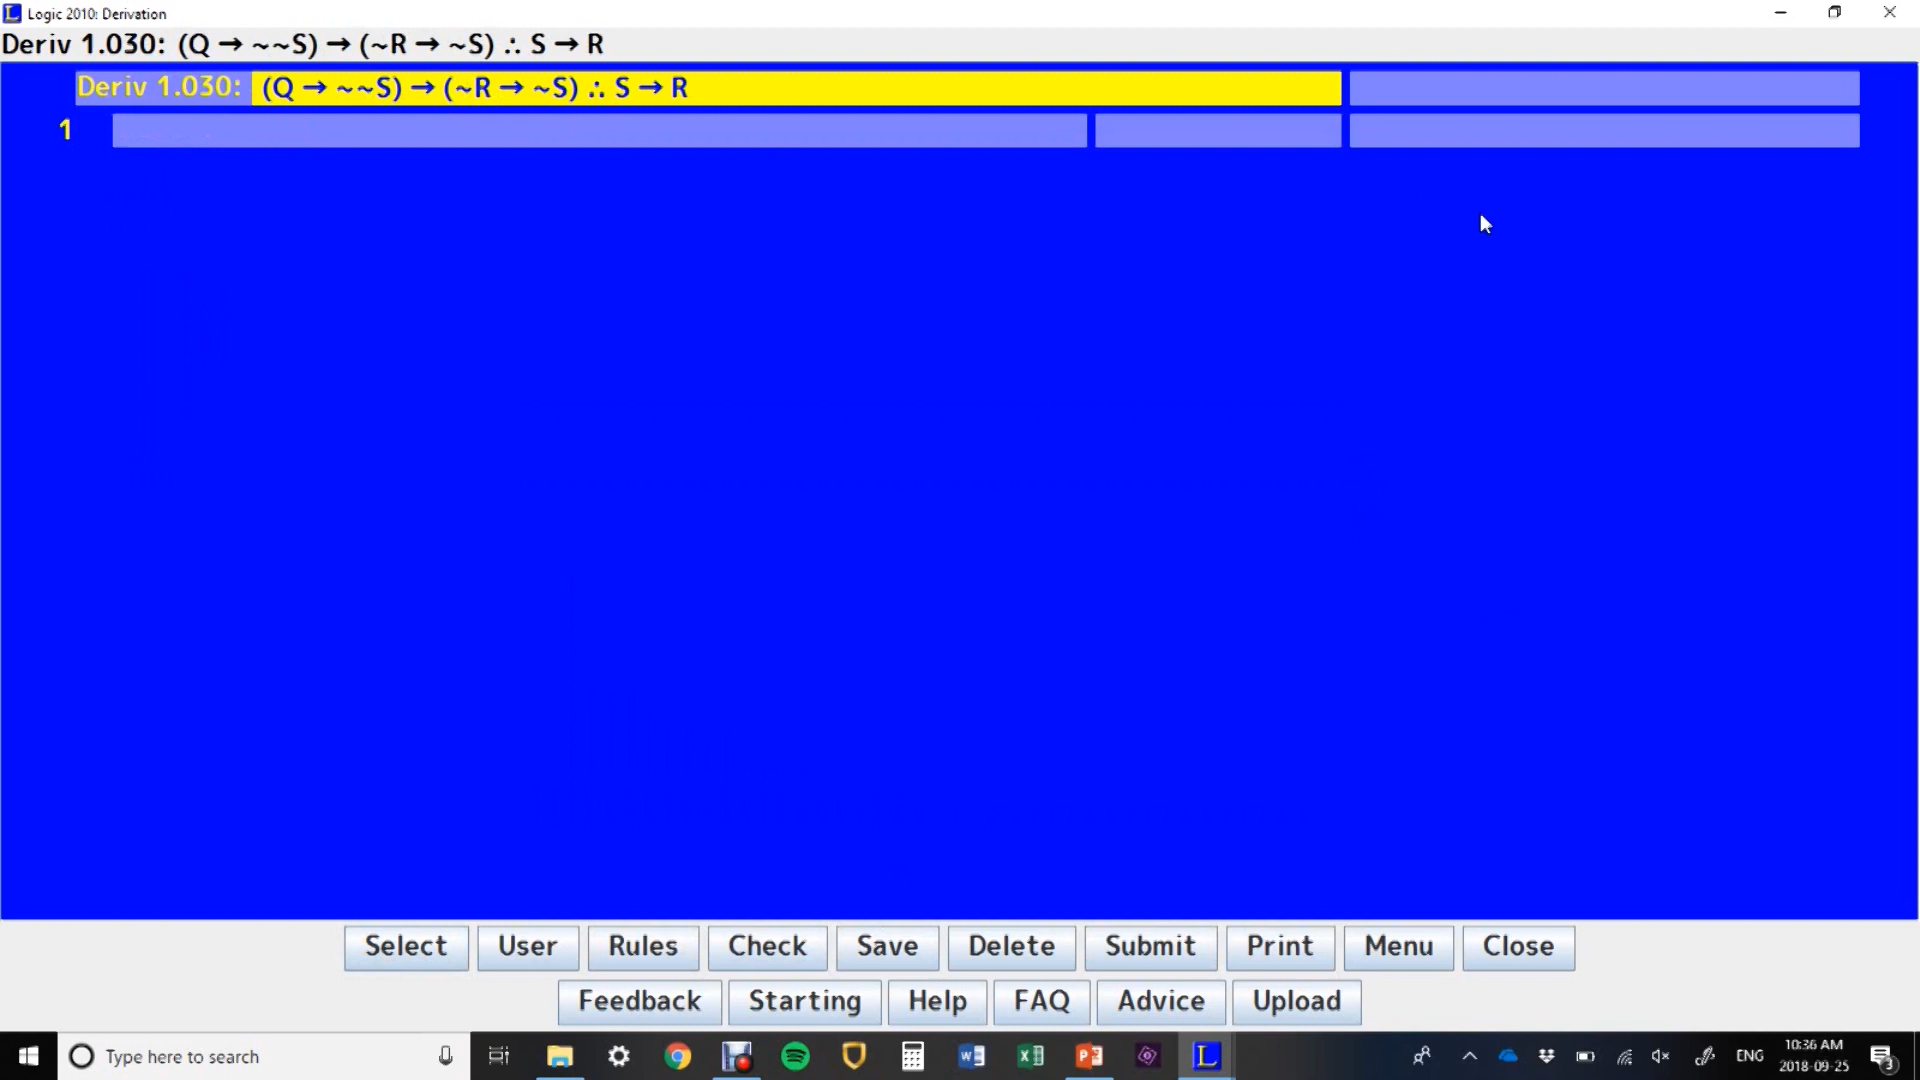 Logic 2010: Derivation
Deriv 1.030: (Q → ~~S) → (~R → ~S) ∴ S → R
Deriv 1.030: (Q → ~~S) → (~R → ~S) ∴ S → R
1
Select User Rules Check Save Delete Submit Print Menu Close
Feedback Starting Help FAQ Advice Upload
Type here to search
ENG
10:36 AM
2018-09-25
3